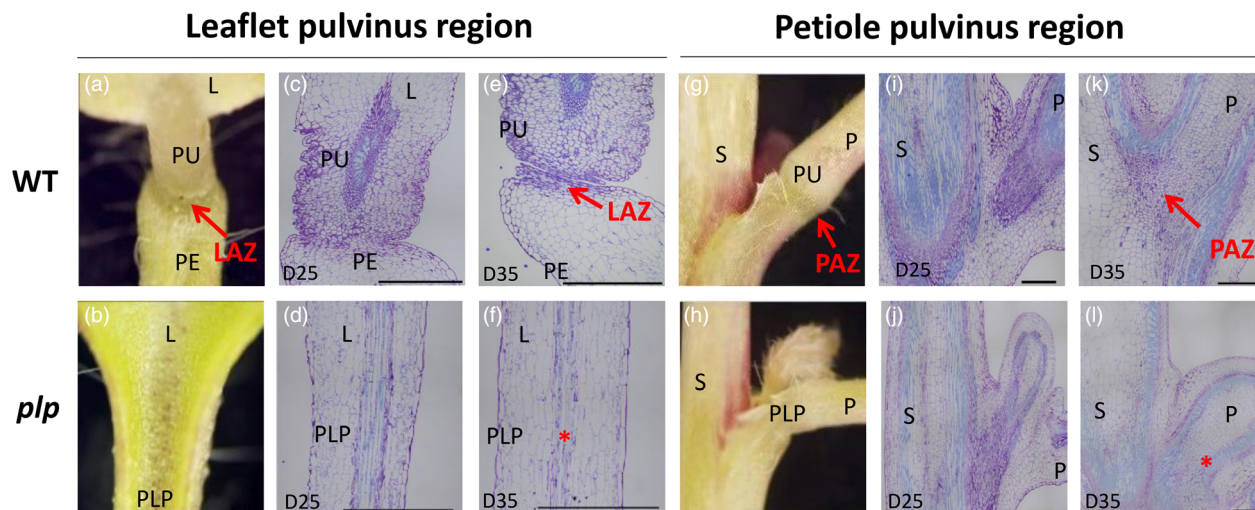 Leaflet pulvinus region
Petiole pulvinus region
WT
(a)
L
PU
LAZ
PE
(c)
L
PU
PE
D25
(e)
PU
LAZ
PE
D35
(g)
S
P
PU
PAZ
(i)
P
S
D25
(k)
P
S
PAZ
D35
plp
(b)
L
PLP
(d)
L
PLP
D25
(f)
L
PLP
*
D35
(h)
S
PLP
P
(j)
S
P
D25
(l)
S
P
*
D35